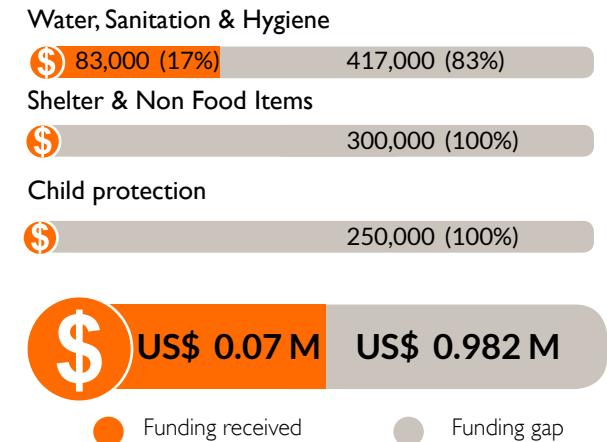 Water, Sanitation & Hygiene
$ 83,000 (17%) 417,000 (83%)
Shelter & Non Food Items
$ 300,000 (100%)
Child protection
$ 250,000 (100%)
$ US$ 0.07 M US$ 0.982 M
Funding received Funding gap